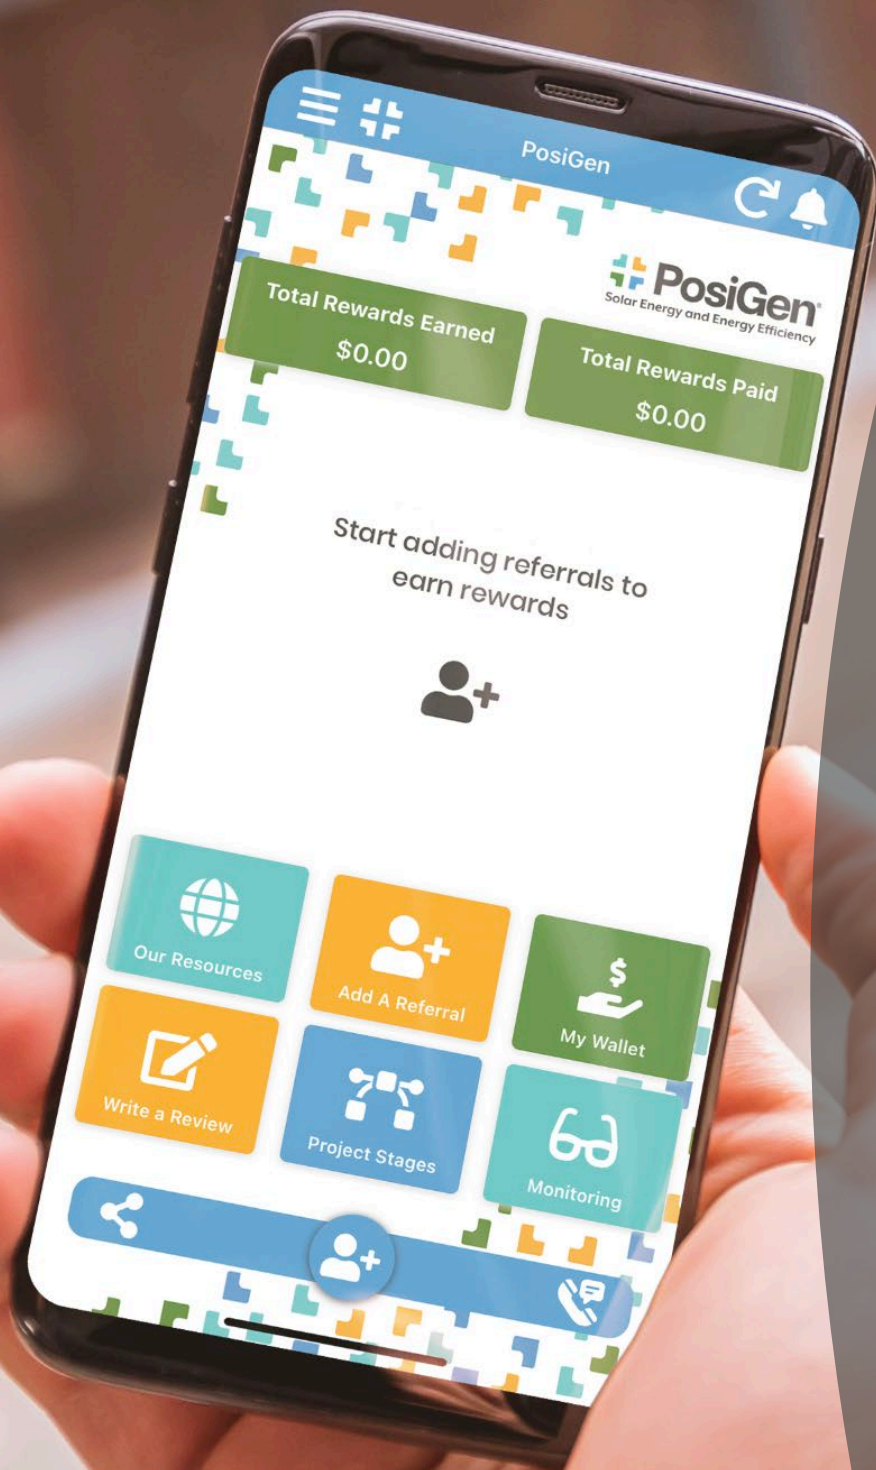 PosiGen
PosiGen
Solar Energy and Energy Efficiency
Total Rewards Earned
$0.00
Total Rewards Paid
$0.00
Start adding referrals to
earn rewards
Our Resources
Add A Referral
$
My Wallet
Write a Review
Project Stages
Monitoring